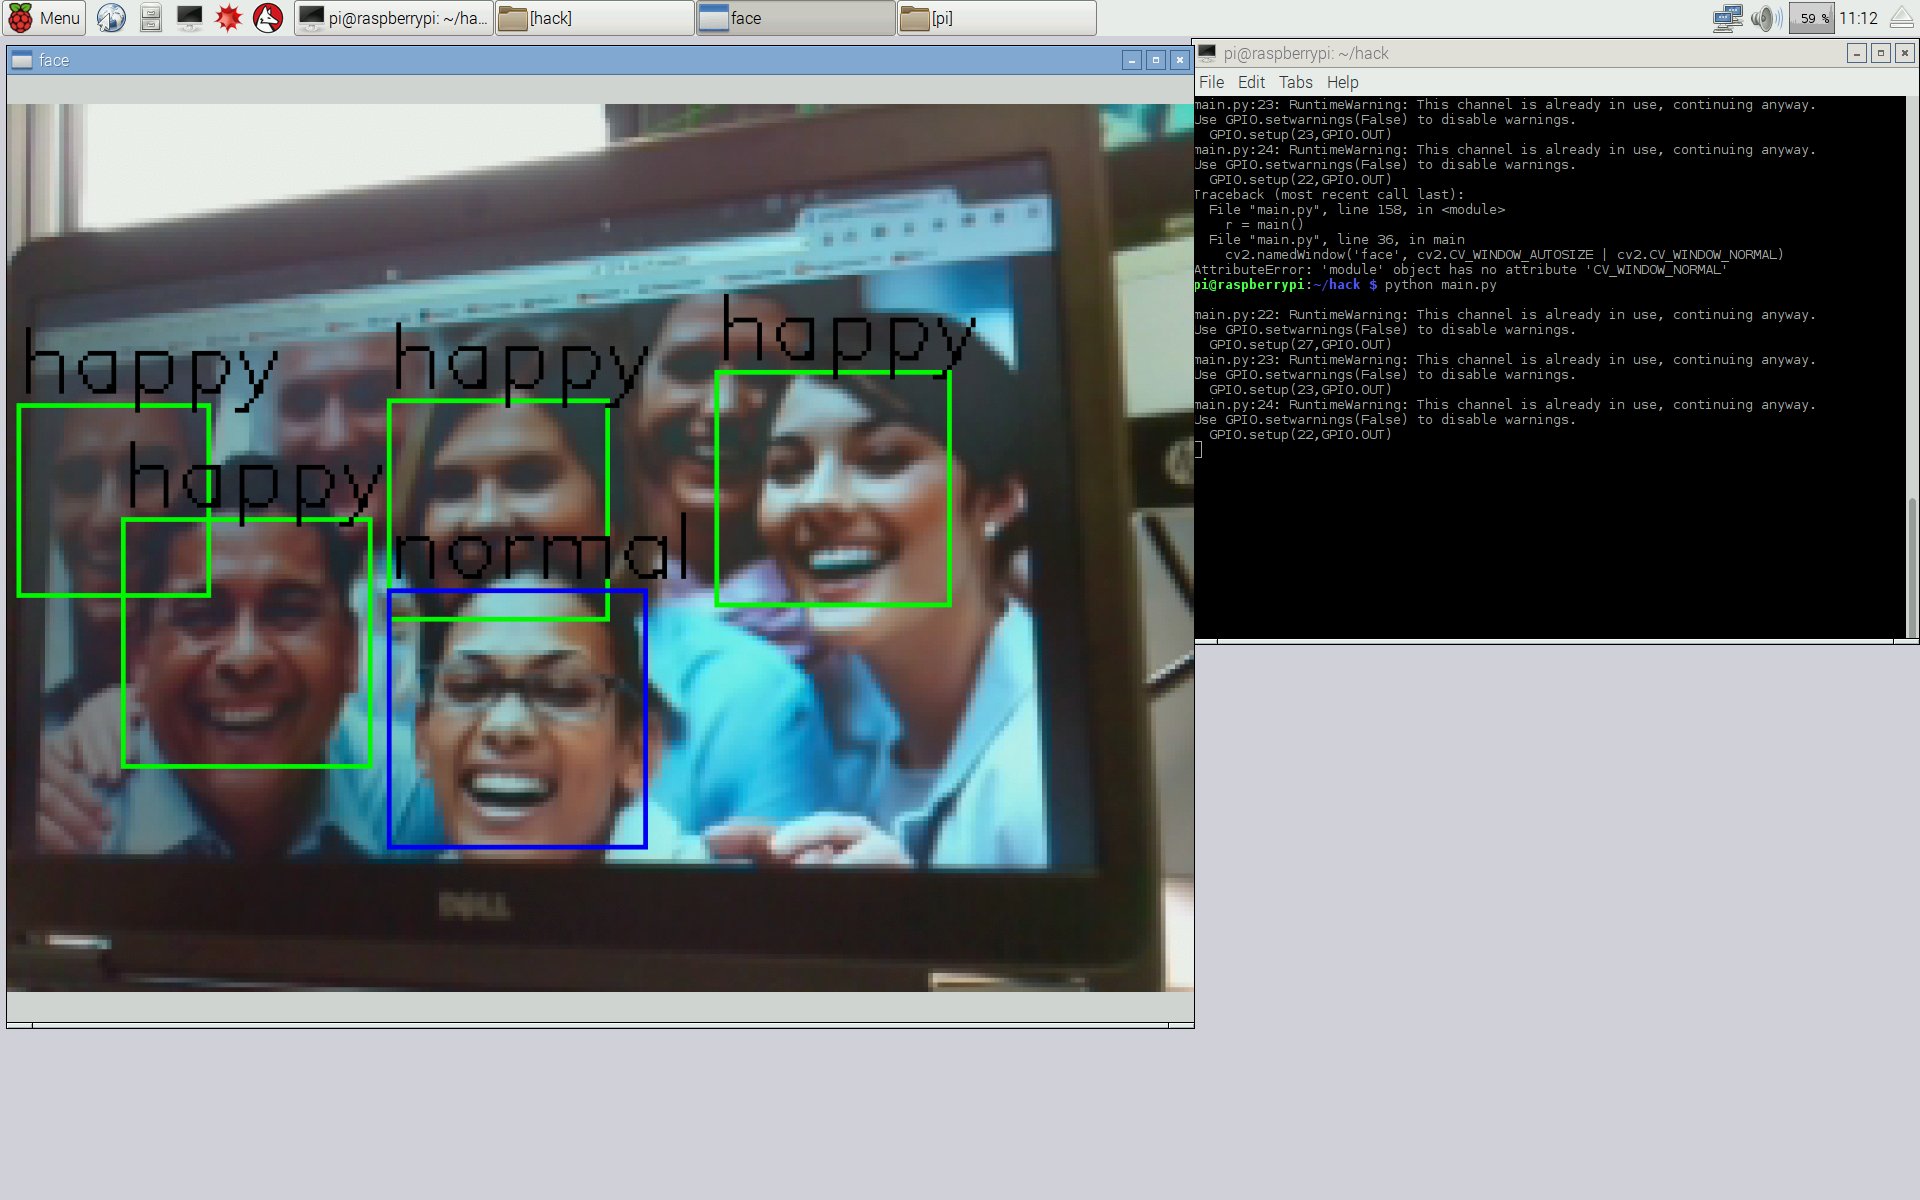 Menu
pi@raspberrypi: ~/ha...
[hack]
face
[pi]
59 %
11:12
face
pi@raspberrypi: ~/hack
File Edit Tabs Help
main.py:23: RuntimeWarning: This channel is already in use, continuing anyway.
Use GPIO.setwarnings(False) to disable warnings.
GPIO.setup(23,GPIO.OUT)
main.py:24: RuntimeWarning: This channel is already in use, continuing anyway.
Use GPIO.setwarnings(False) to disable warnings.
GPIO.setup(22,GPIO.OUT)
Traceback (most recent call last):
File "main.py", line 158, in <module>
r = main()
File "main.py", line 36, in main
cv2.namedWindow('face', cv2.CV_WINDOW_AUTOSIZE | cv2.CV_WINDOW_NORMAL)
AttributeError: 'module' object has no attribute 'CV_WINDOW_NORMAL'
pi@raspberrypi:~/hack $ python main.py
main.py:22: RuntimeWarning: This channel is already in use, continuing anyway.
Use GPIO.setwarnings(False) to disable warnings.
GPIO.setup(27,GPIO.OUT)
main.py:23: RuntimeWarning: This channel is already in use, continuing anyway.
Use GPIO.setwarnings(False) to disable warnings.
GPIO.setup(23,GPIO.OUT)
main.py:24: RuntimeWarning: This channel is already in use, continuing anyway.
Use GPIO.setwarnings(False) to disable warnings.
GPIO.setup(22,GPIO.OUT)
happy
happy
happy
happy
normal
DELL